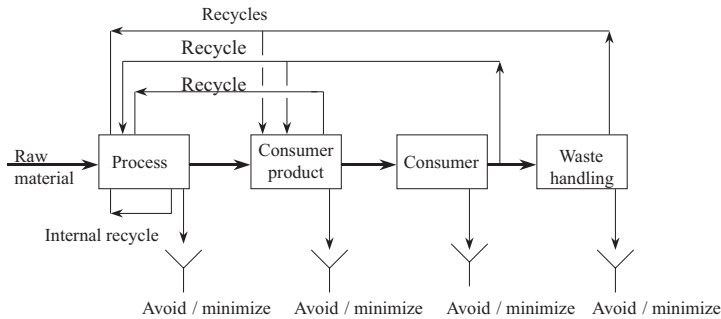 Recycles
Recycle
Recycle
Raw
material
Process
Consumer
product
Consumer
Waste
handling
Internal recycle
Avoid / minimize
Avoid / minimize
Avoid / minimize
Avoid / minimize